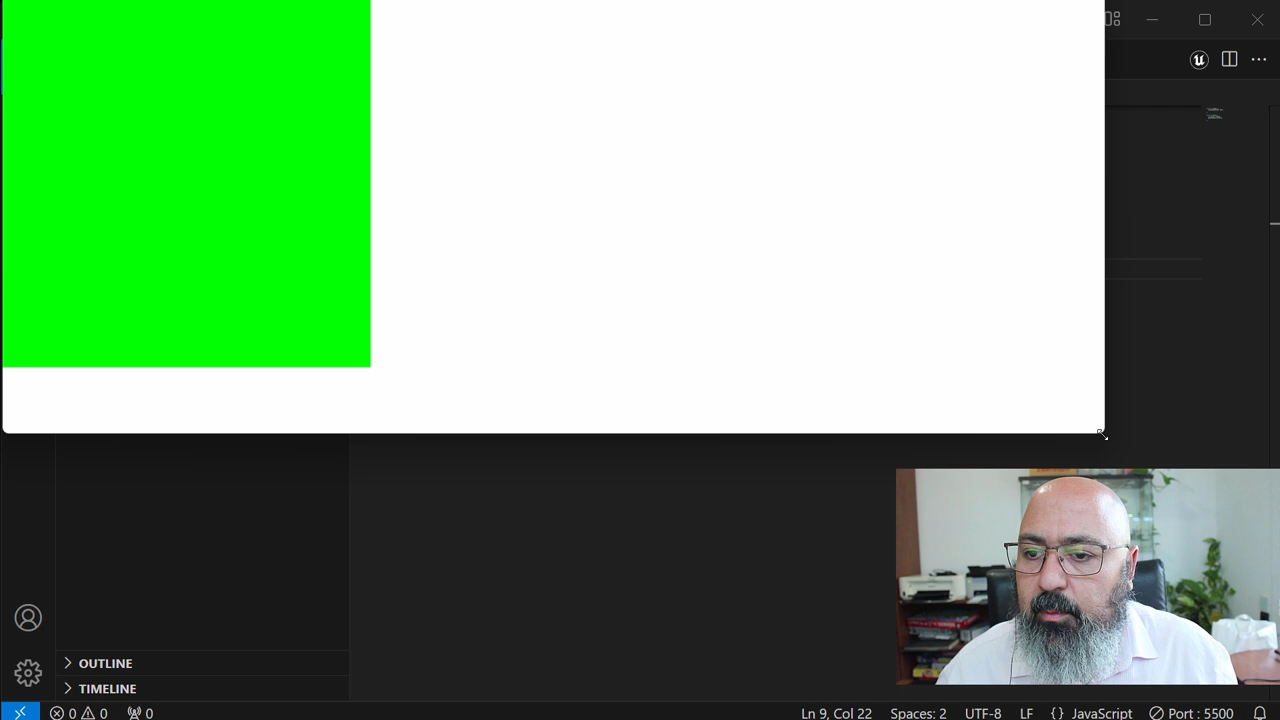 OUTLINE
TIMELINE
0 0 0 Ln 9, Col 22 Spaces: 2 UTF-8 LF {} JavaScript Port : 5500